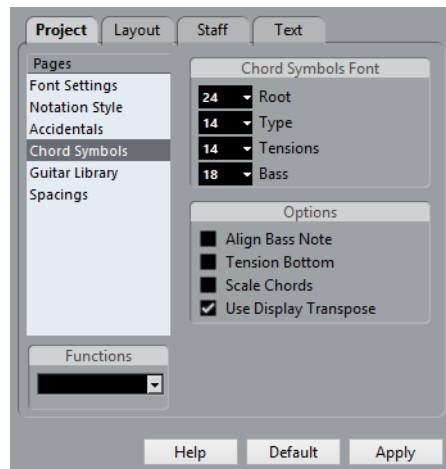 Project Layout Staff Text
Pages
Font Settings
Notation Style
Accidentals
Chord Symbols
Guitar Library
Spacings
Functions
Chord Symbols Font
24 Root
14 Type
14 Tensions
18 Bass
Options
Align Bass Note
Tension Bottom
Scale Chords
Use Display Transpose
Help Default Apply